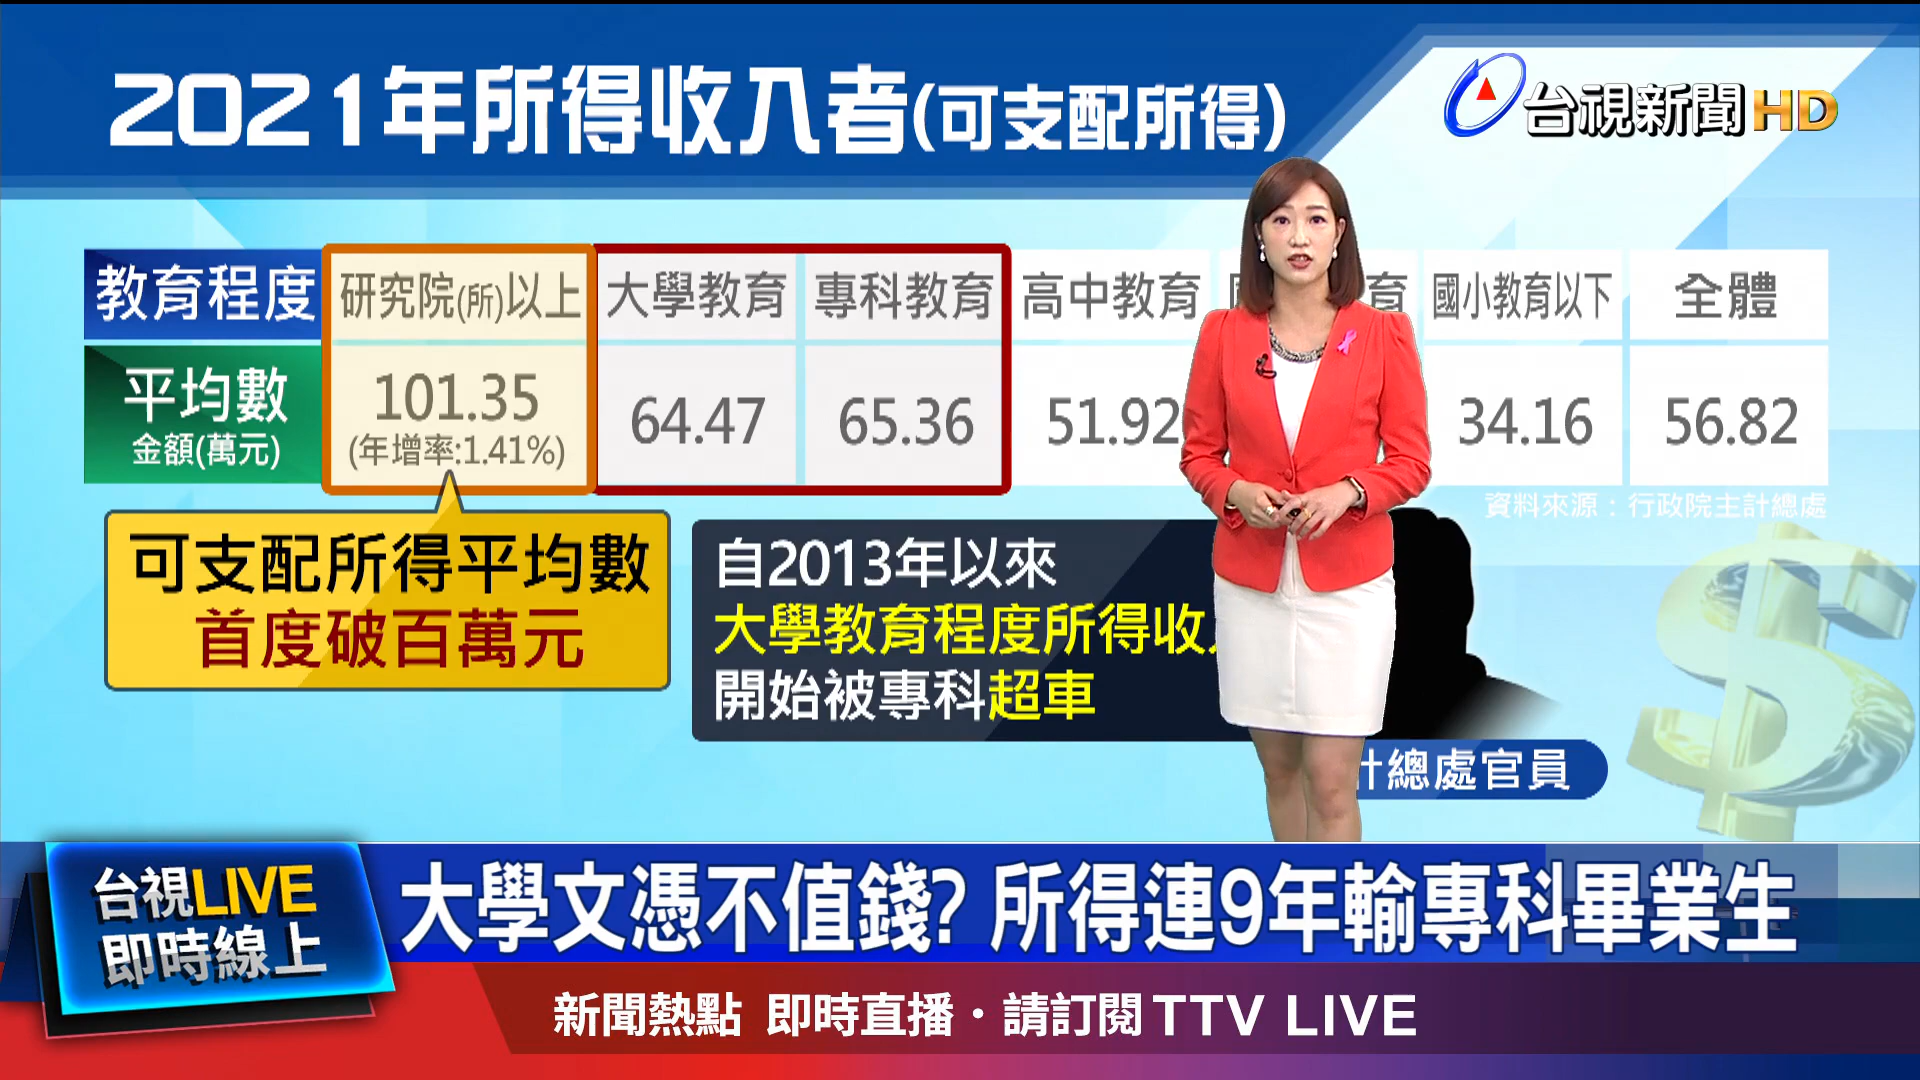 2021年所得收入者(可支配所得)
台視新聞HD
教育程度 研究院(所)以上 大學教育 專科教育 高中教育 育 國小教育以下 全體
平均數 金額(萬元) 101.35 (年增率:1.41%) 64.47 65.36 51.92 34.16 56.82
資料來源：行政院主計總處
可支配所得平均數
首度破百萬元
自2013年以來
大學教育程度所得收
開始被專科超車
計總處官員
台視LIVE
即時線上
大學文憑不值錢? 所得連9年輸專科畢業生
新聞熱點 即時直播・請訂閱TTV LIVE